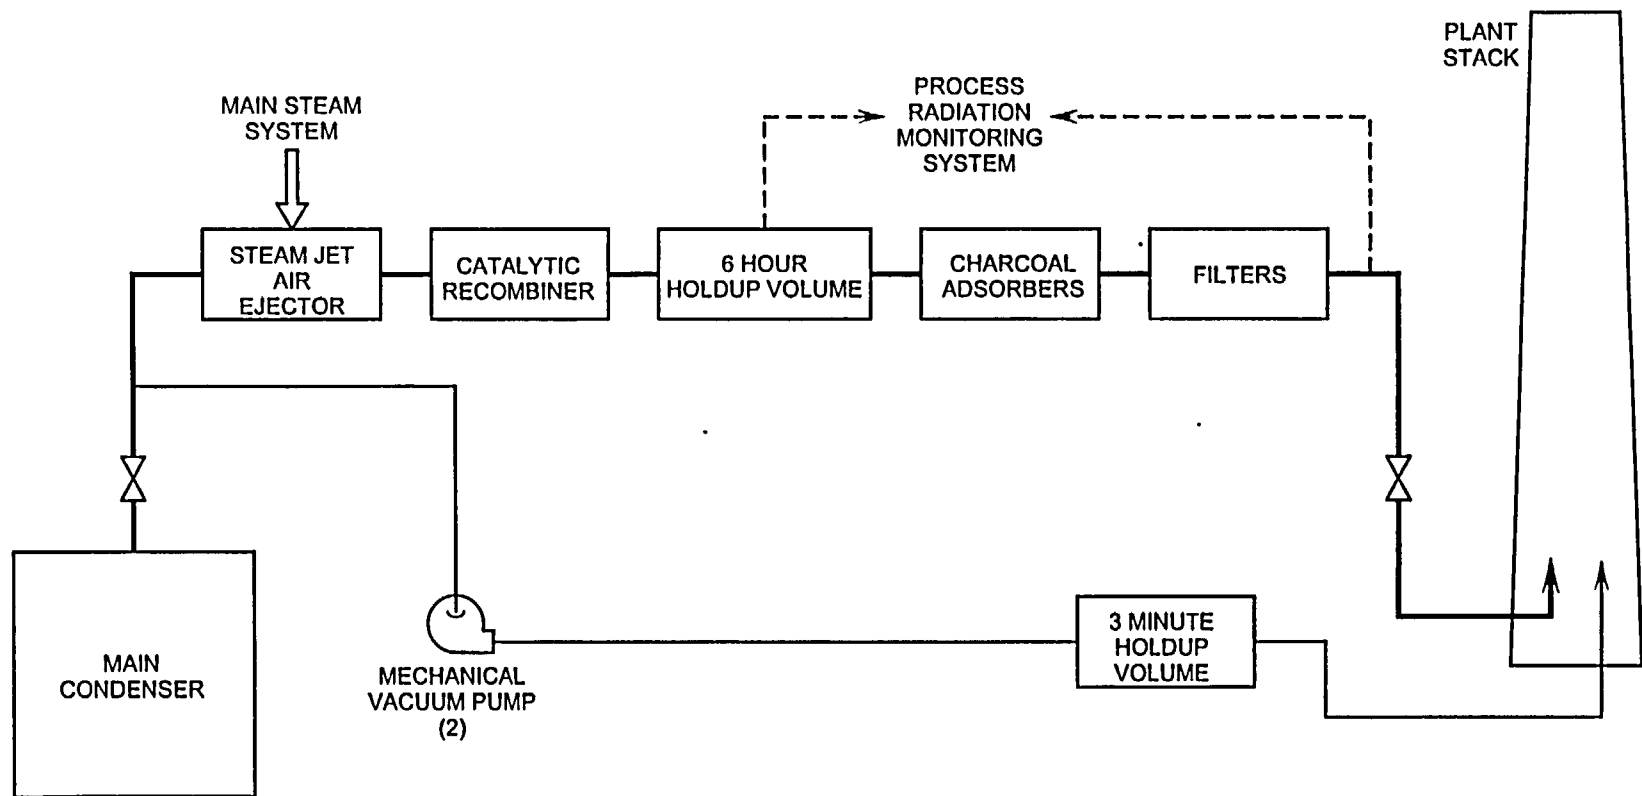 PLANT
STACK
PROCESS
RADIATION
MONITORING
SYSTEM
MAIN STEAM
SYSTEM
STEAM JET
AIR
EJECTOR
CATALYTIC
RECOMBINER
6 HOUR
HOLDUP VOLUME
CHARCOAL
ADSORBERS
FILTERS
MAIN
CONDENSER
MECHANICAL
VACUUM PUMP
(2)
3 MINUTE
HOLDUP
VOLUME